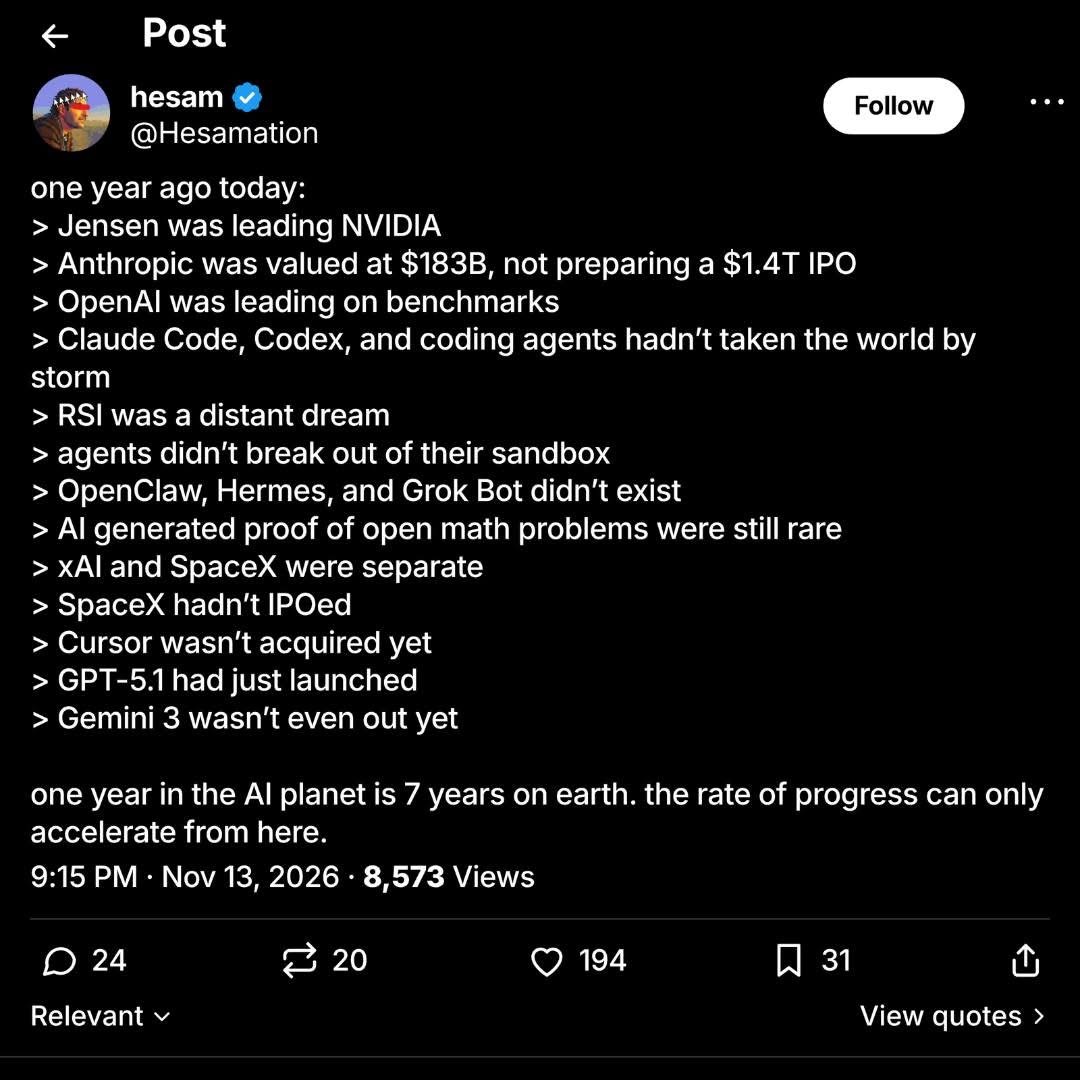 Post
hesam
@Hesamation
Follow
one year ago today:
> Jensen was leading NVIDIA
> Anthropic was valued at $183B, not preparing a $1.4T IPO
> OpenAI was leading on benchmarks
> Claude Code, Codex, and coding agents hadn’t taken the world by
storm
> RSI was a distant dream
> agents didn’t break out of their sandbox
> OpenClaw, Hermes, and Grok Bot didn’t exist
> AI generated proof of open math problems were still rare
> xAI and SpaceX were separate
> SpaceX hadn’t IPOed
> Cursor wasn’t acquired yet
> GPT-5.1 had just launched
> Gemini 3 wasn’t even out yet
one year in the AI planet is 7 years on earth. the rate of progress can only
accelerate from here.
9:15 PM · Nov 13, 2026 · 8,573 Views
24 20 194 31
Relevant View quotes